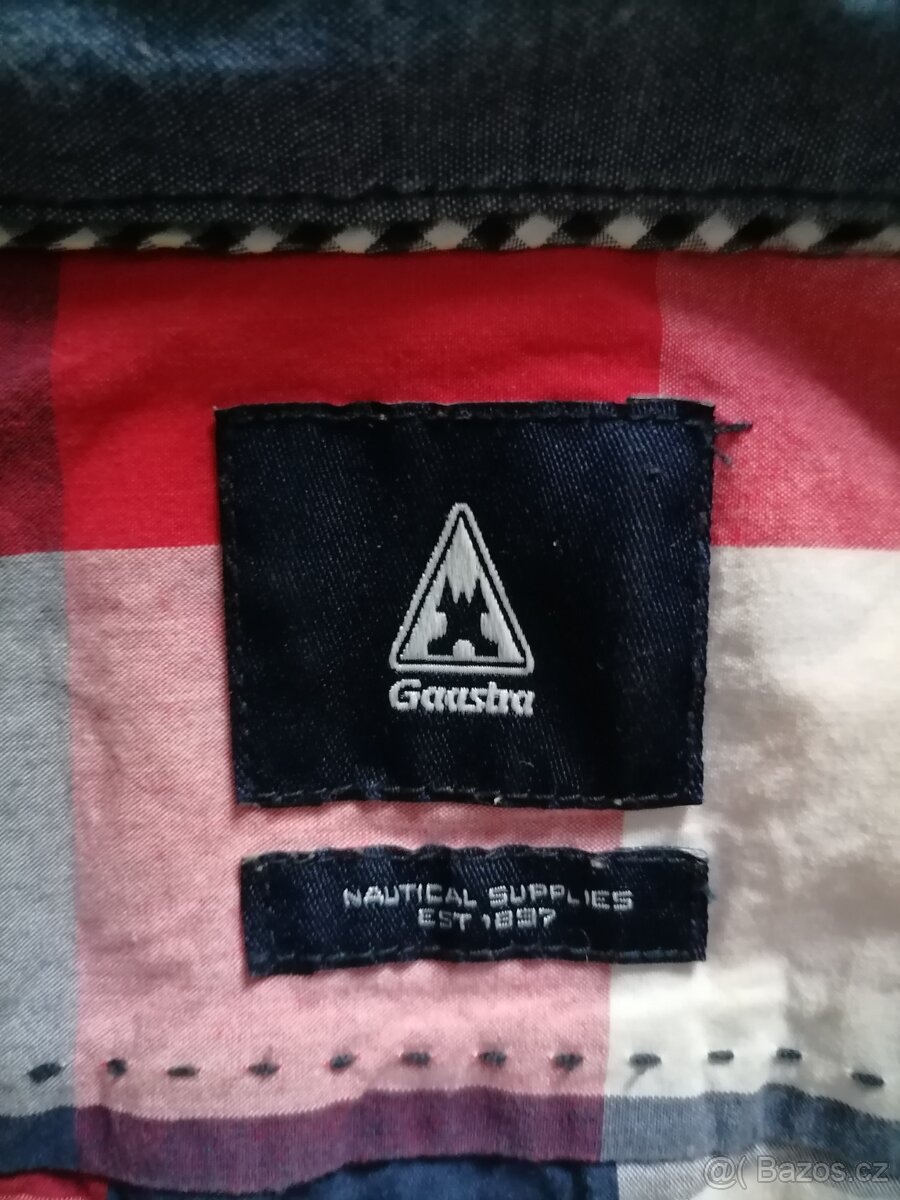 Gaastra
NAUTICAL SUPPLIES
EST 1897
@( Bazos.cz